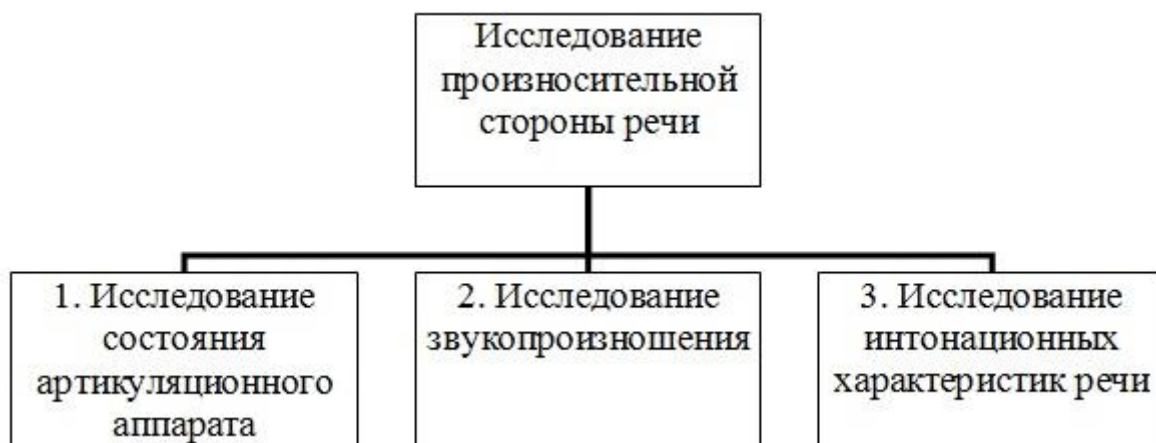 Исследование
произносительной
стороны речи
1. Исследование
состояния
артикуляционного
аппарата
2. Исследование
звукопроизношения
3. Исследование
интонационных
характеристик речи